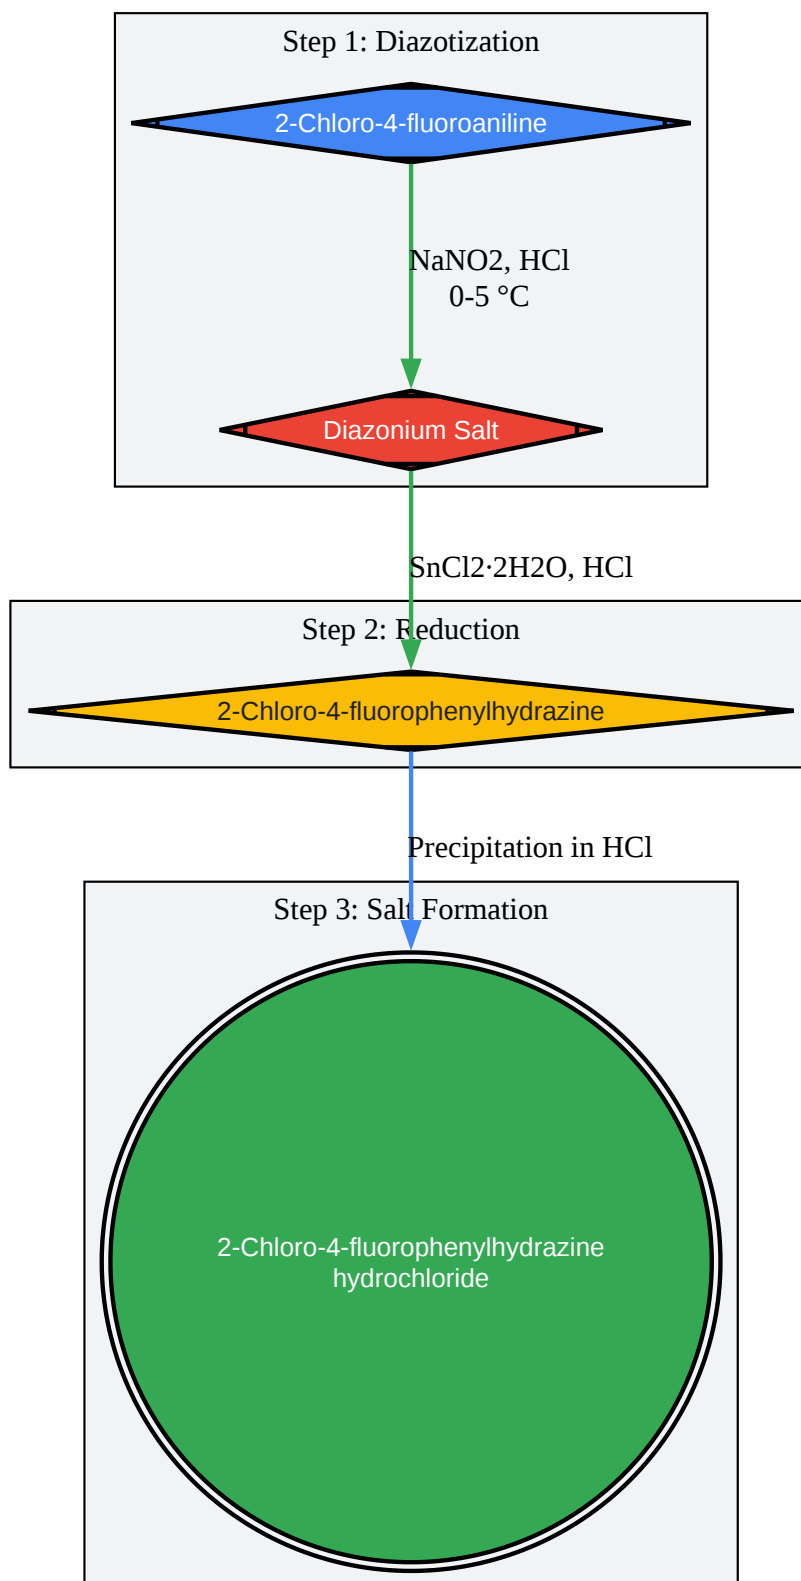 Step 1: Diazotization
2-Chloro-4-fluoroaniline
NaNO2, HCl
0-5 °C
Diazonium Salt
SnCl2·2H2O, HCl
Step 2: Reduction
2-Chloro-4-fluorophenylhydrazine
Precipitation in HCl
Step 3: Salt Formation
2-Chloro-4-fluorophenylhydrazine
hydrochloride